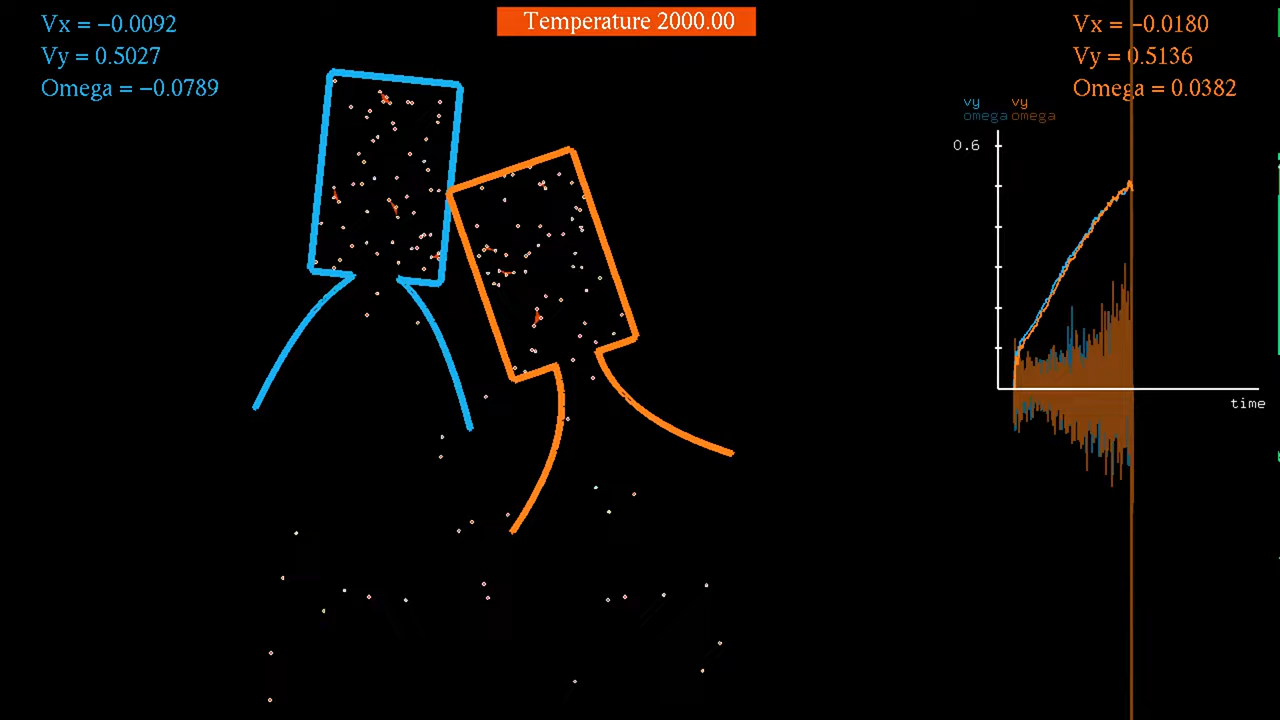 Vx = −0.0092
Vy = 0.5027
Omega = −0.0789
Temperature 2000.00
Vx = −0.0180
Vy = 0.5136
Omega = 0.0382
vy vy
omega omega
0.6
time